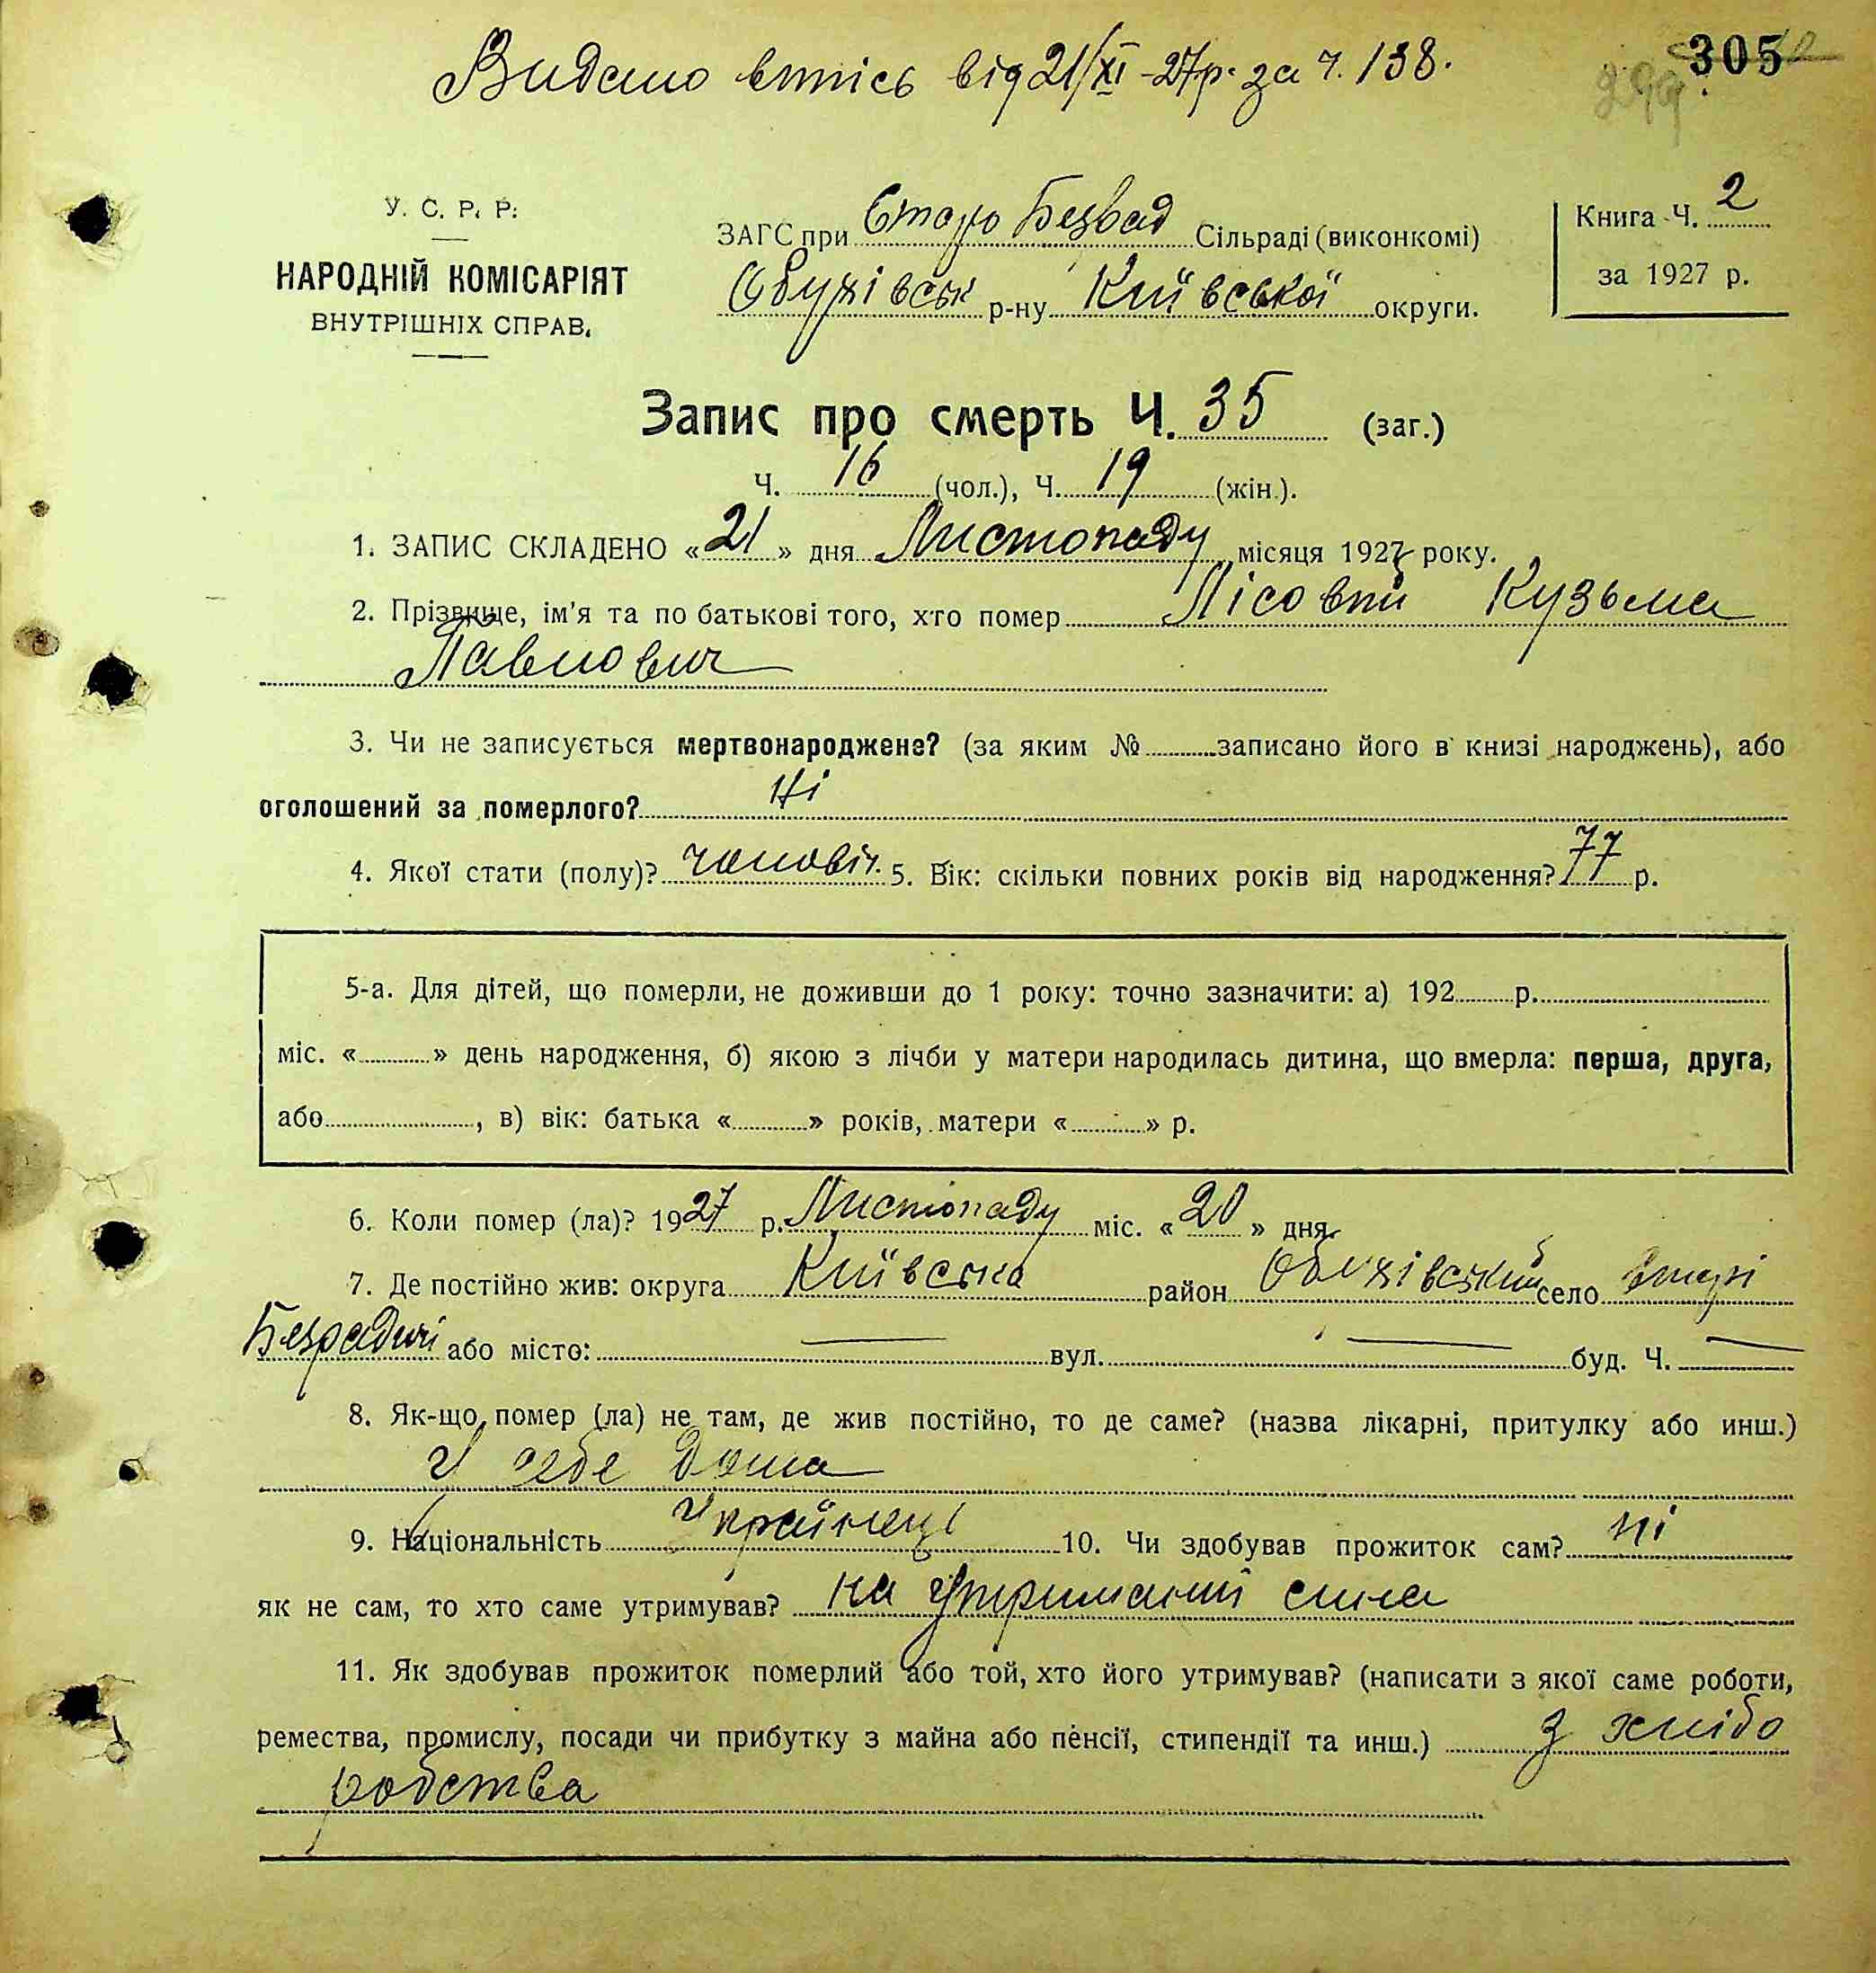 Видано впись від 21/XI-27р. за ч. 138.
305
У. С. Р. Р.
НАРОДНІЙ КОМІСАРІЯТ
ВНУТРІШНІХ СПРАВ.
ЗАГС при Старо Безрад Сільраді (виконкомі)
Обухівськ р-ну Київської округи.
Книга Ч. 2
за 1927 р.
Запис про смерть Ч. 35 (заг.)
Ч. 16 (чол.), Ч. 19 (жін.).
1. ЗАПИС СКЛАДЕНО «21» дня Листопаду місяця 1927 року.
2. Прізвище, ім'я та по батькові того, хто помер Лісовий Кузьма
Павлович
3. Чи не записується мертвонароджене? (за яким № записано його в книзі народжень), або
оголошений за померлого? Ні
4. Якої стати (полу)? чоловіч. 5. Вік: скільки повних років від народження? 77 р.
5-а. Для дітей, що померли, не доживши до 1 року: точно зазначити: а) 192 р.
міс. « » день народження, б) якою з лічби у матери народилась дитина, що вмерла: перша, друга,
або , в) вік: батька « » років, матери « » р.
6. Коли помер (ла)? 1927 р. Листопаду міс. «20» дня.
7. Де постійно жив: округа Київська район Обухівський село Старі
Безрадичі або місто: — вул. — буд. Ч. —
8. Як-що помер (ла) не там, де жив постійно, то де саме? (назва лікарні, притулку або инш.)
У себе дома
9. Національність Українець 10. Чи здобував прожиток сам? ні
як не сам, то хто саме утримував? на утриманні сина
11. Як здобував прожиток померлий або той, хто його утримував? (написати з якої саме роботи,
ремества, промислу, посади чи прибутку з майна або пенсії, стипендії та инш.) з хлібо
робства